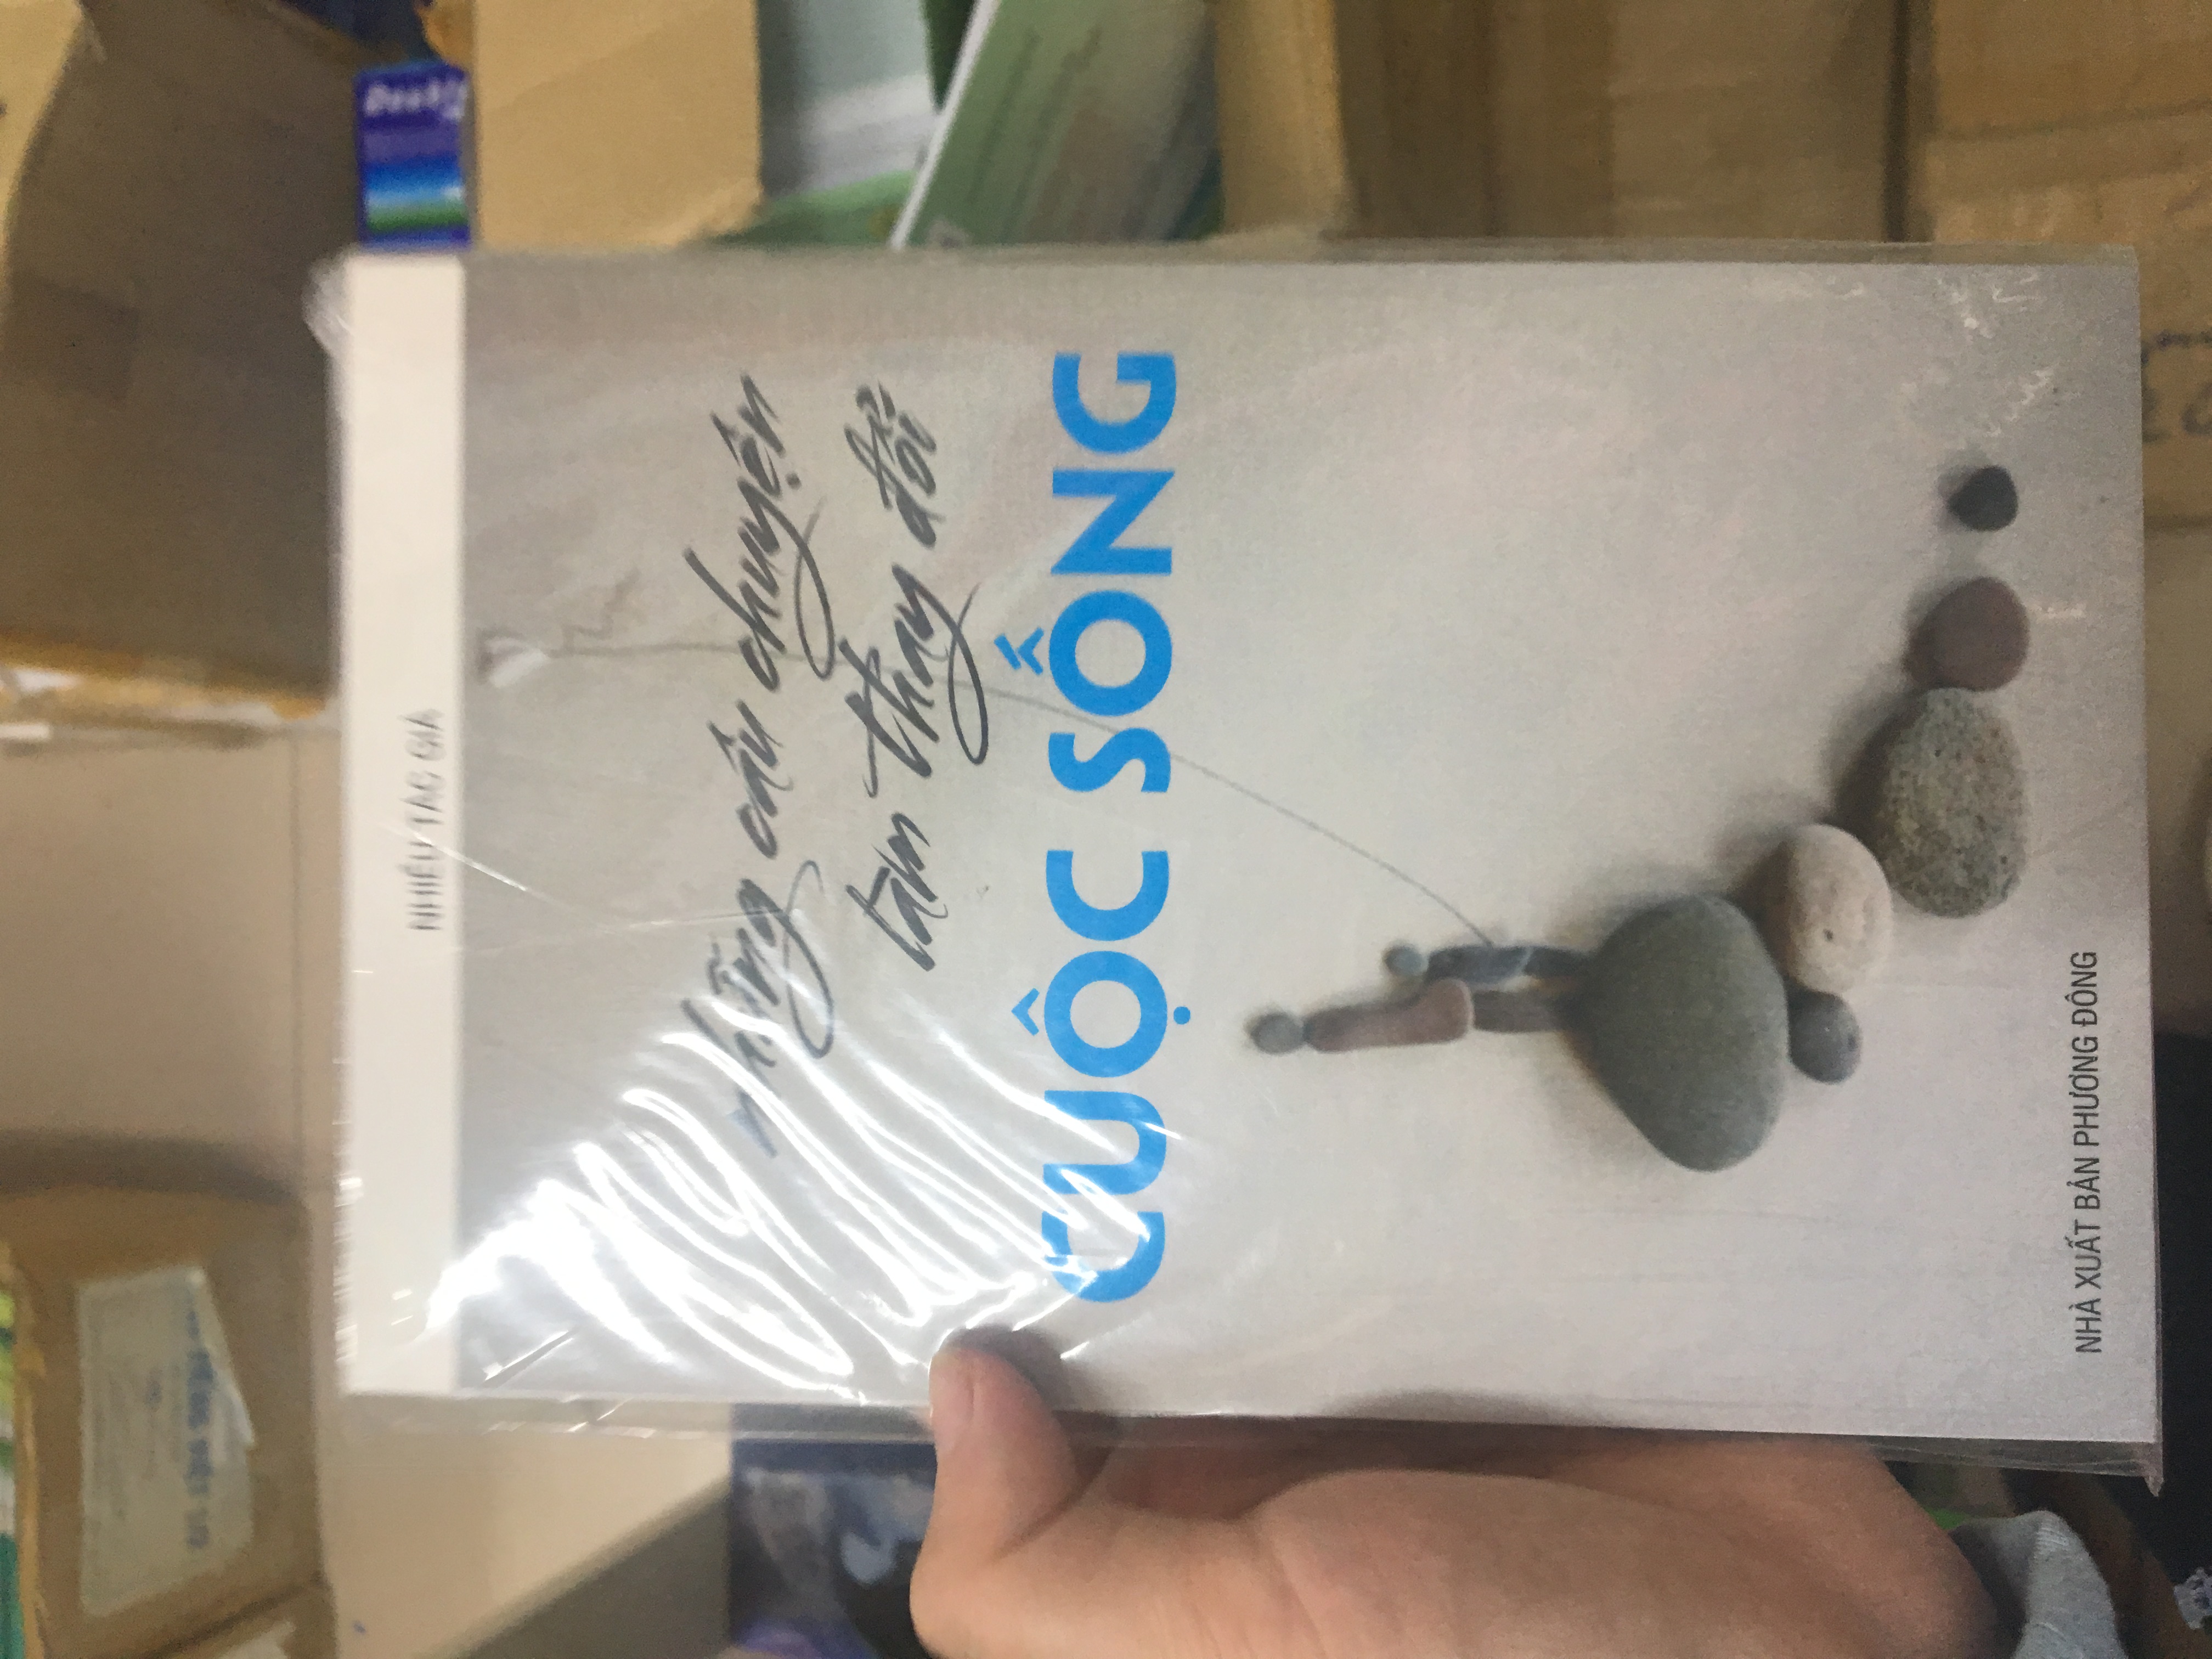 NHIỀU TÁC GIẢ
những câu chuyện
làm thay đổi
CUỘC SỐNG
NHÀ XUẤT BẢN PHƯƠNG ĐÔNG